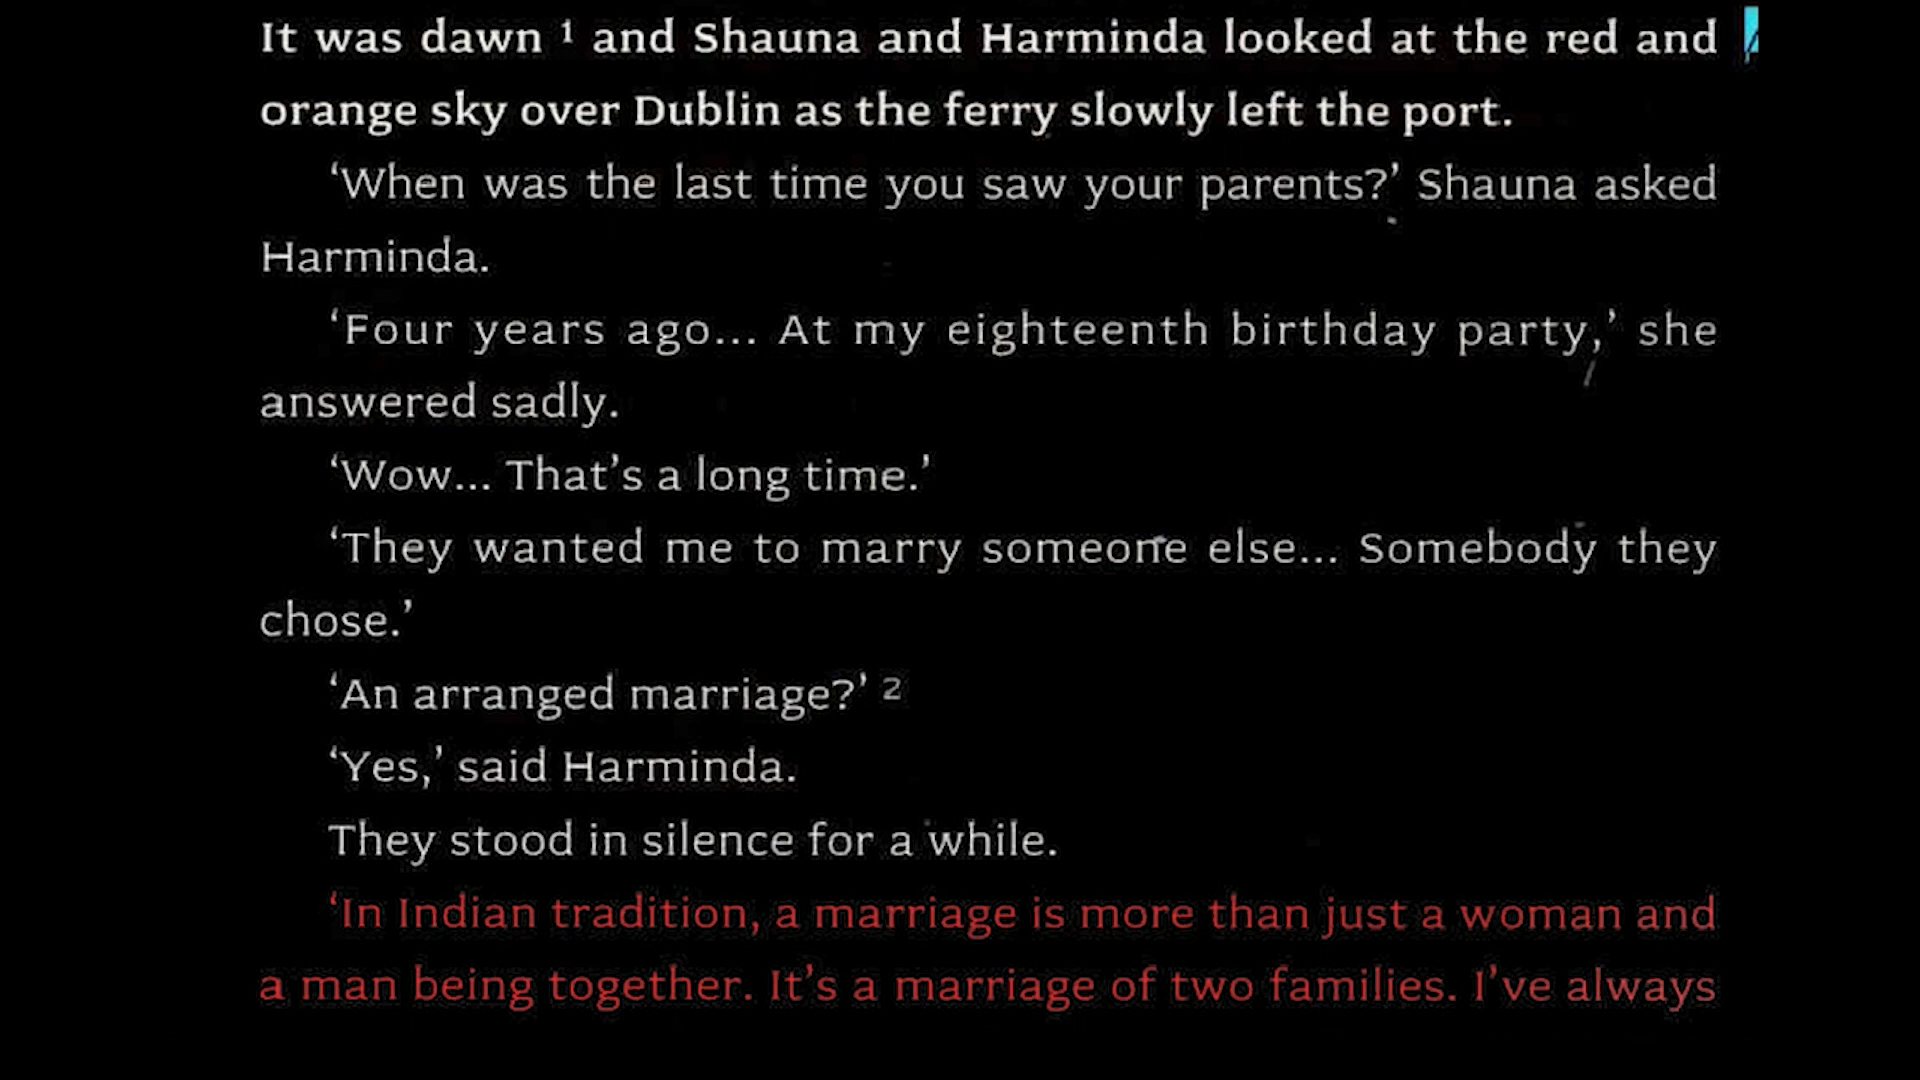 It was dawn ¹ and Shauna and Harminda looked at the red and
orange sky over Dublin as the ferry slowly left the port.
‘When was the last time you saw your parents?’ Shauna asked
Harminda.
‘Four years ago... At my eighteenth birthday party,’ she
answered sadly.
‘Wow... That’s a long time.’
‘They wanted me to marry someone else... Somebody they
chose.’
‘An arranged marriage?’ ²
‘Yes,’ said Harminda.
They stood in silence for a while.
‘In Indian tradition, a marriage is more than just a woman and
a man being together. It’s a marriage of two families. I’ve always